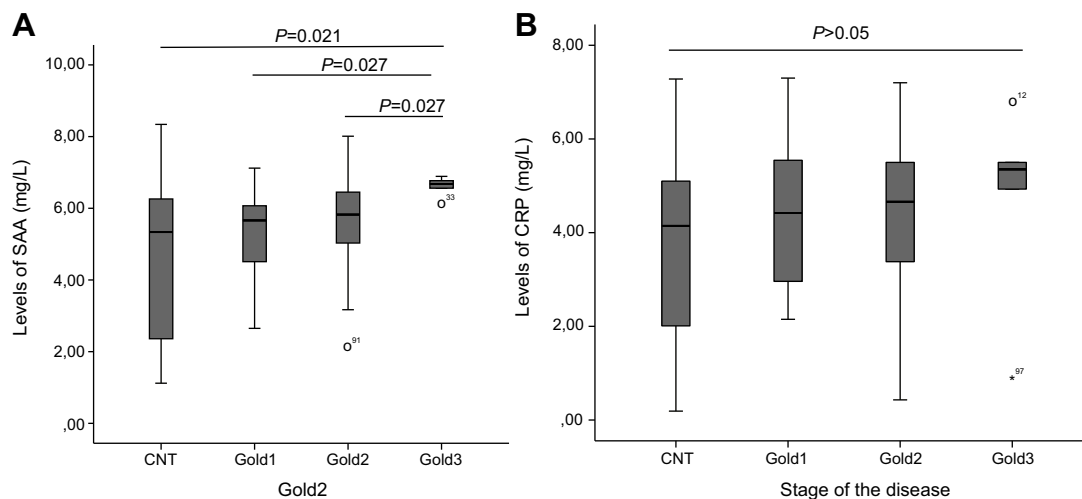 A
P=0.021
P=0.027
P=0.027
10,00
8,00
6,00
4,00
2,00
,00
Levels of SAA (mg/L)
o33
o91
CNT Gold1 Gold2 Gold3
Gold2
B
P>0.05
8,00
6,00
4,00
2,00
,00
Levels of CRP (mg/L)
o12
*97
CNT Gold1 Gold2 Gold3
Stage of the disease